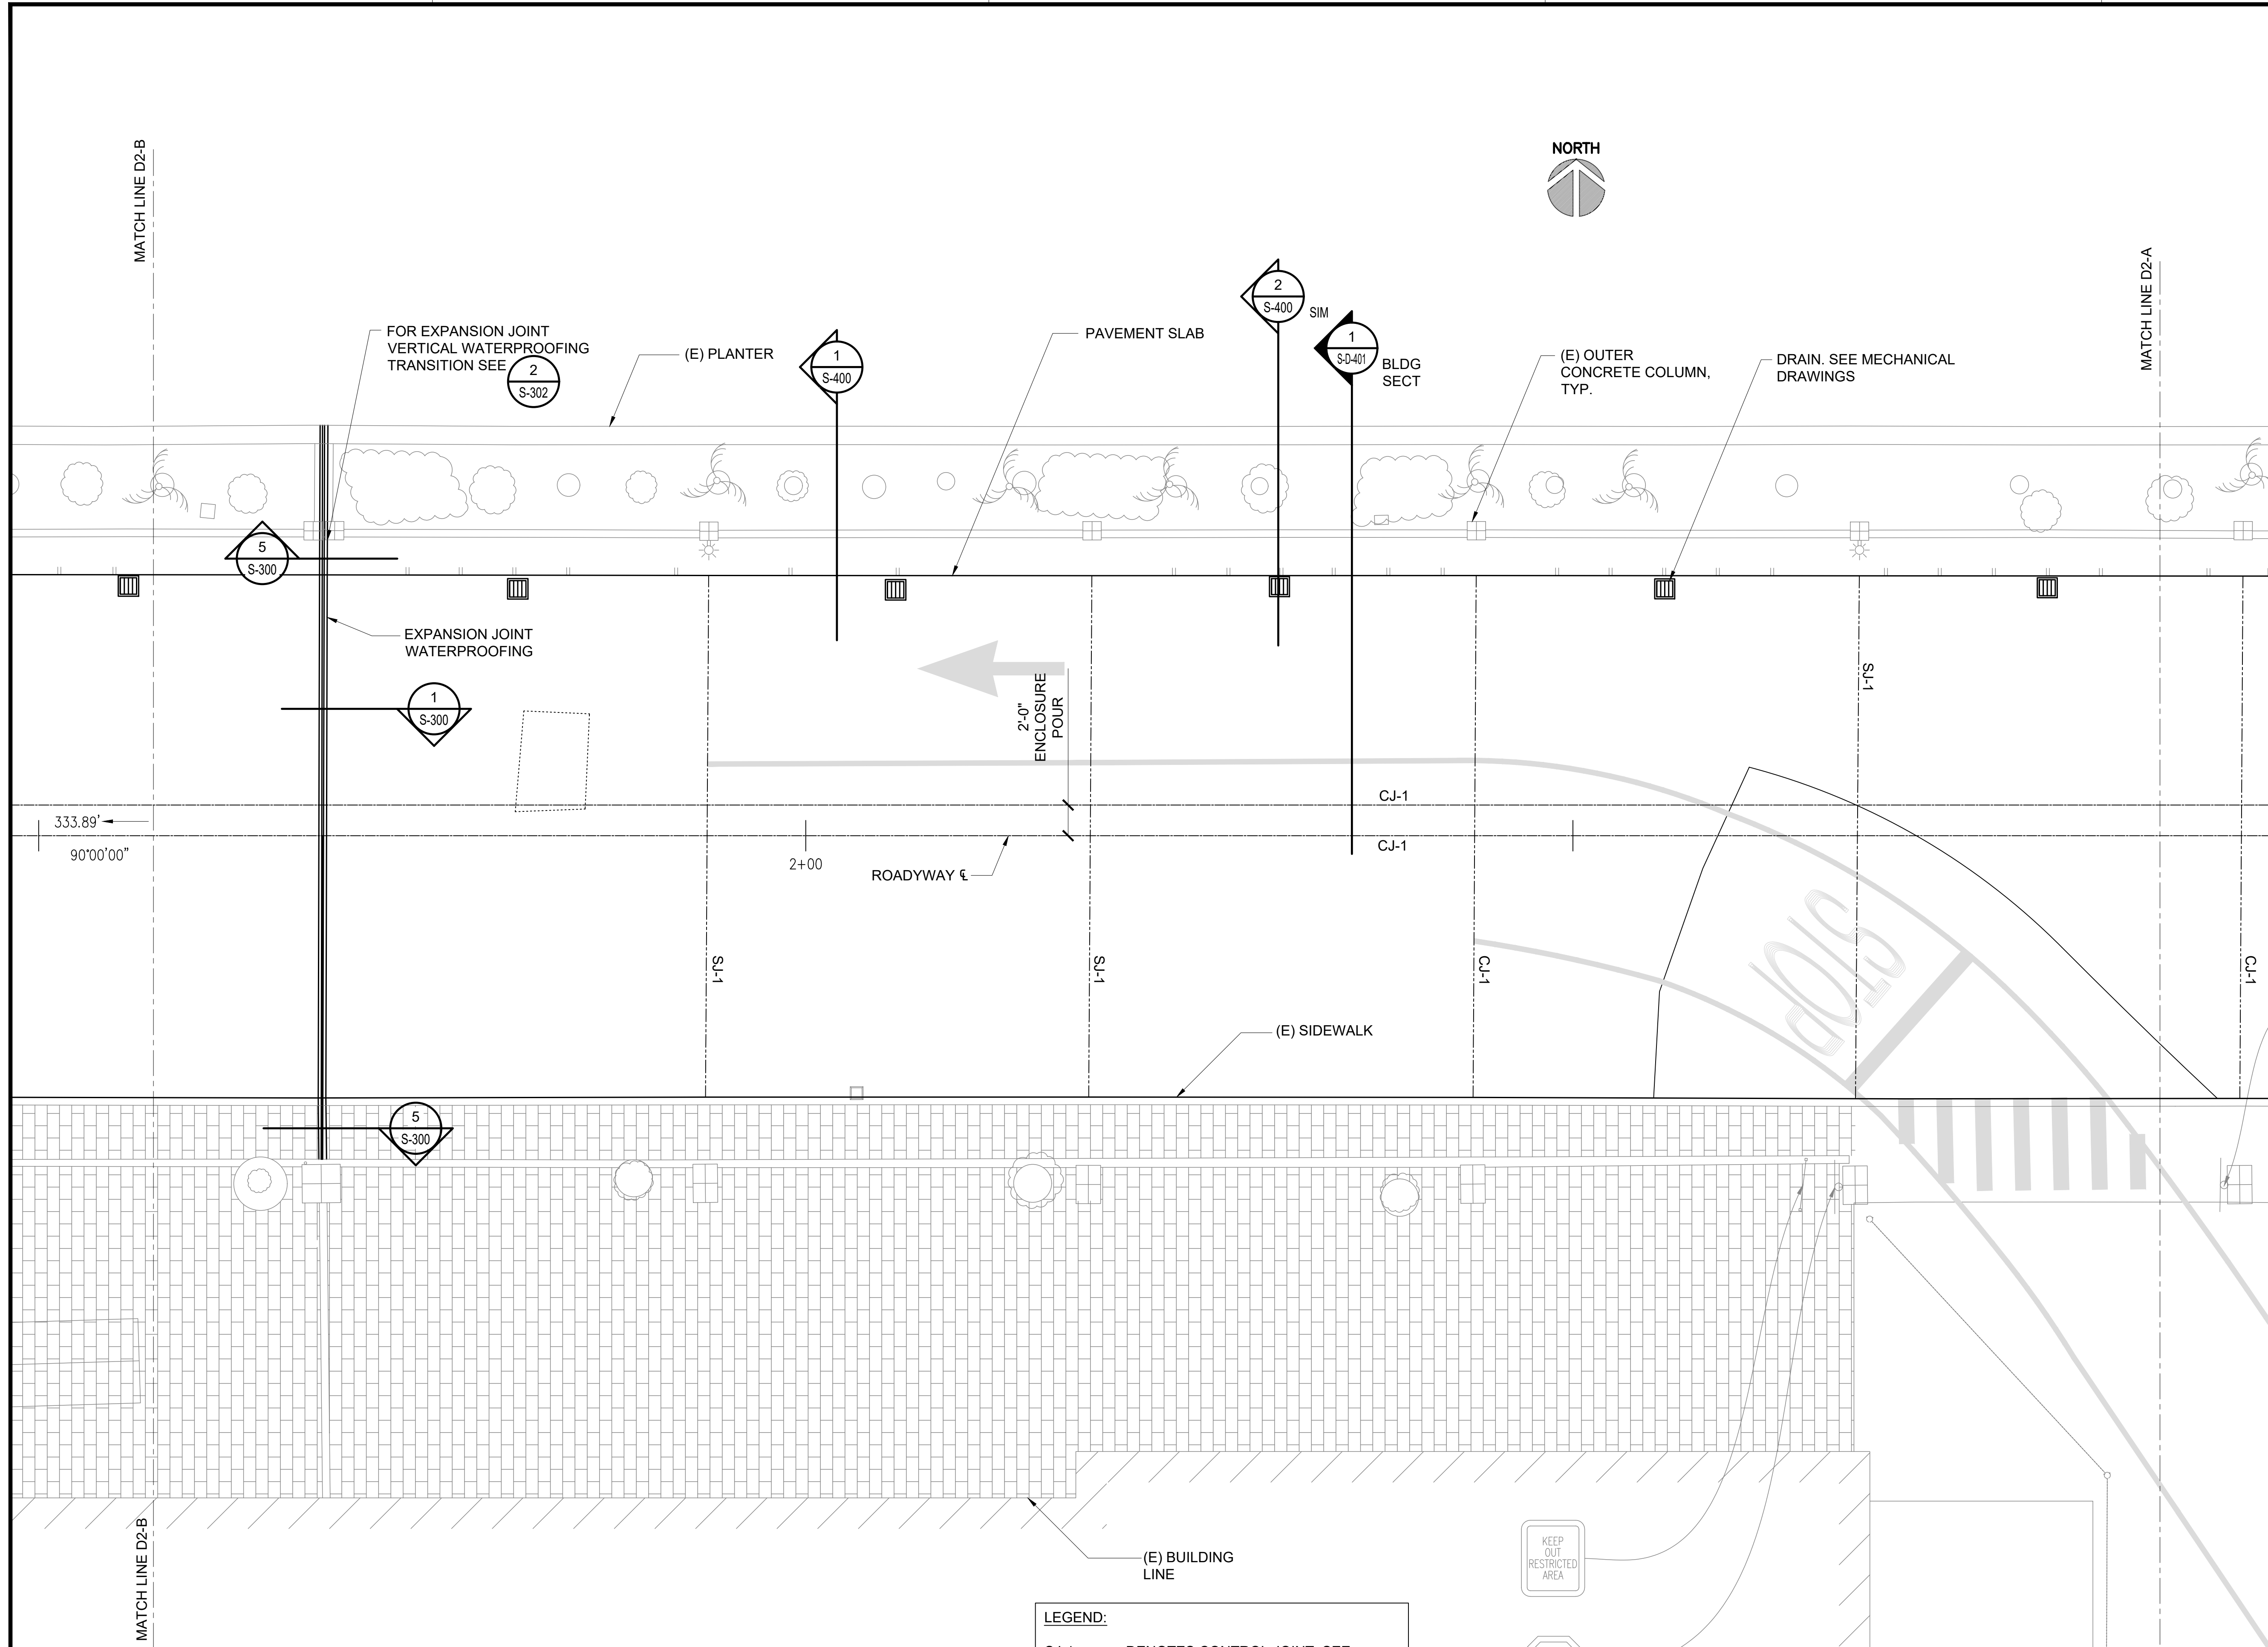 NORTH
MATCH LINE D2-B
MATCH LINE D2-A
FOR EXPANSION JOINT
VERTICAL WATERPROOFING
TRANSITION SEE
2
S-302
(E) PLANTER
1
S-400
PAVEMENT SLAB
2
S-400
SIM
1
S-D-401
BLDG
SECT
(E) OUTER
CONCRETE COLUMN,
TYP.
DRAIN. SEE MECHANICAL
DRAWINGS
5
S-300
EXPANSION JOINT
WATERPROOFING
1
S-300
2'-0"
ENCLOSURE
POUR
SJ-1
CJ-1
333.89'
90°00'00"
2+00
ROADYWAY ℄
CJ-1
STOP
SJ-1
SJ-1
CJ-1
CJ-1
(E) SIDEWALK
5
S-300
(E) BUILDING
LINE
KEEP
OUT
RESTRICTED
AREA
MATCH LINE D2-B
LEGEND: